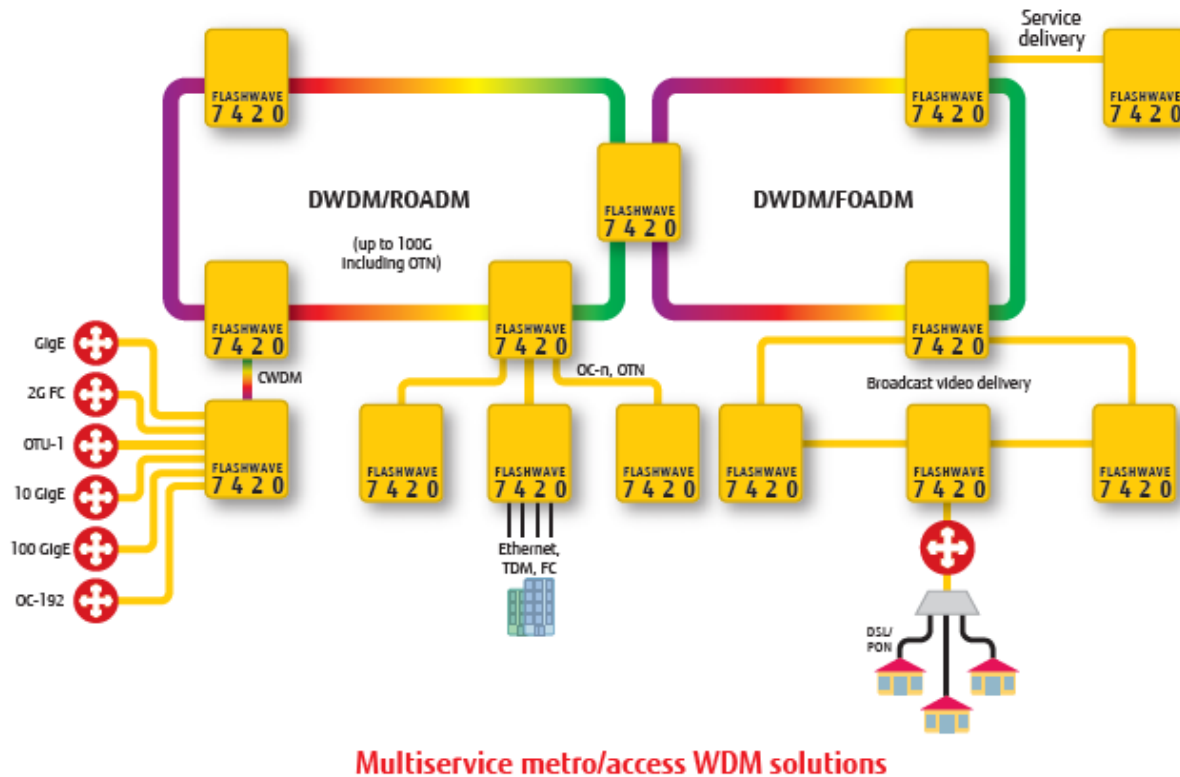 Service
delivery
FLASHWAVE
7420
FLASHWAVE
7420
FLASHWAVE
7420
FLASHWAVE
7420
DWDM/ROADM
(up to 100G
including OTN)
DWDM/FOADM
FLASHWAVE
7420
FLASHWAVE
7420
FLASHWAVE
7420
GigE
2G FC
OTU-1
10 GigE
100 GigE
OC-192
CWDM
OC-n, OTN
Broadcast video delivery
FLASHWAVE
7420
FLASHWAVE
7420
FLASHWAVE
7420
FLASHWAVE
7420
FLASHWAVE
7420
FLASHWAVE
7420
FLASHWAVE
7420
Ethernet,
TDM, FC
DSL/
PON
Multiservice metro/access WDM solutions